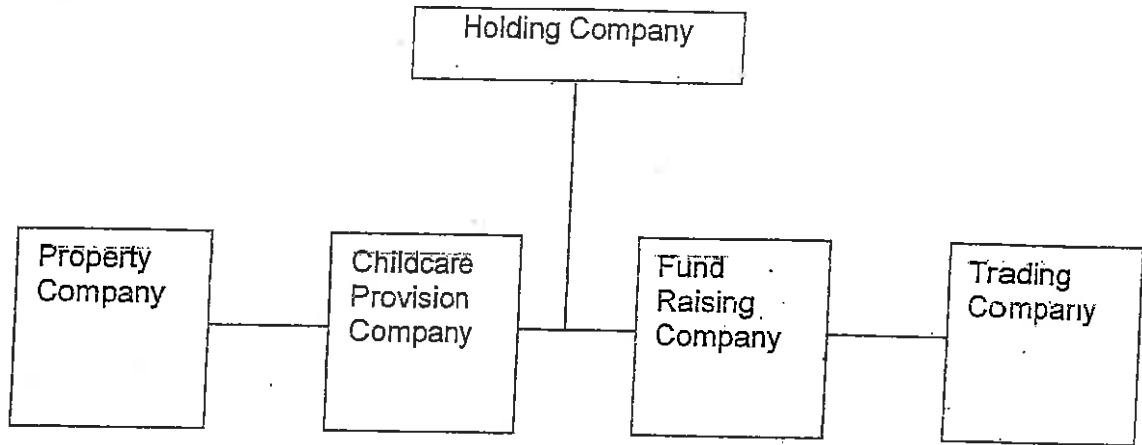 Holding Company
Property
Company
Childcare
Provision
Company
Fund
Raising
Company
Trading
Company